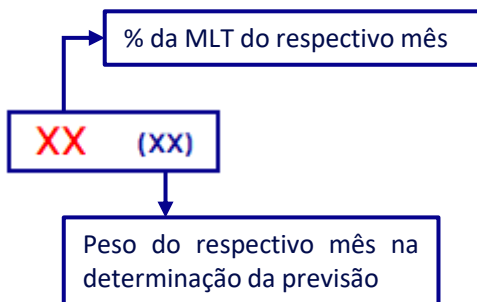 % da MLT do respectivo mês
XX (XX)
Peso do respectivo mês na
determinação da previsão